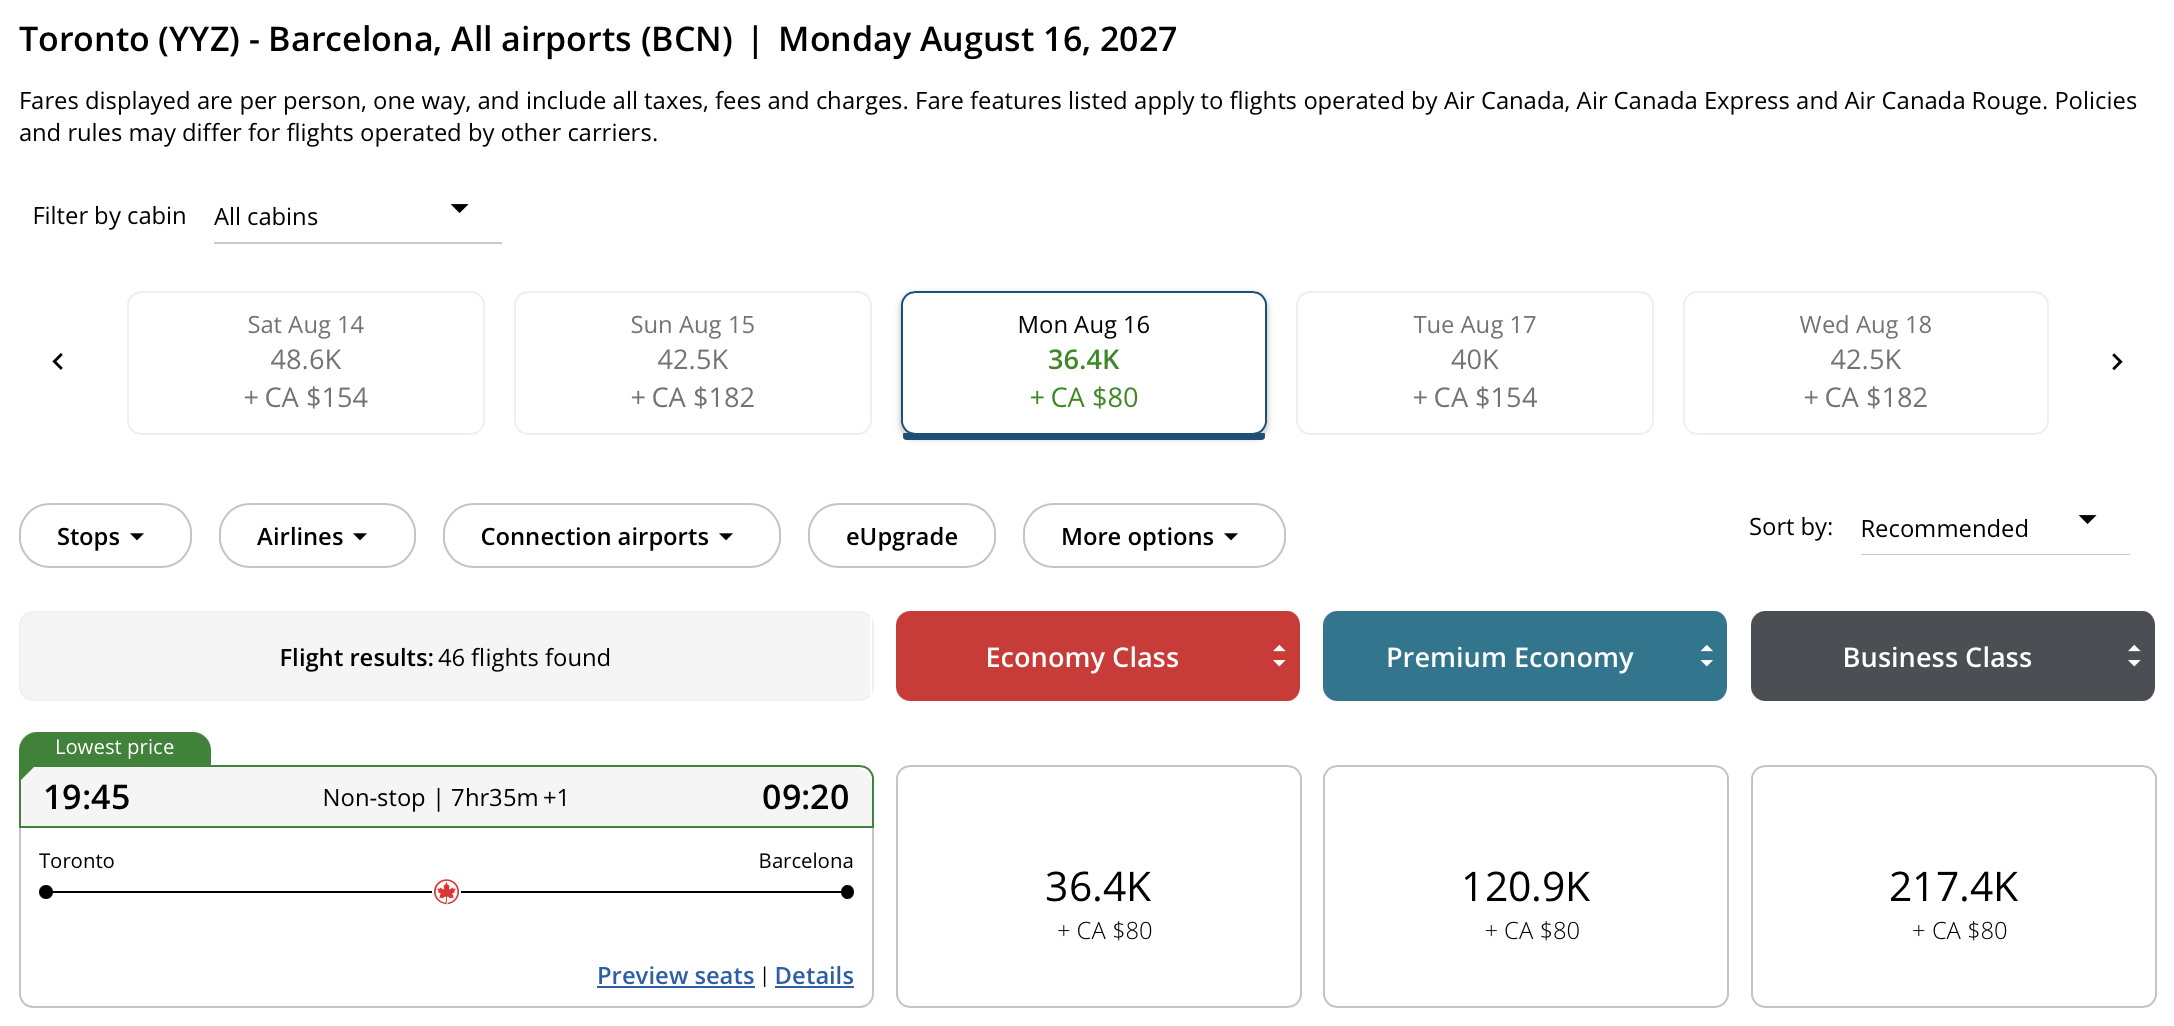 Toronto (YYZ) - Barcelona, All airports (BCN) | Monday August 16, 2027
Fares displayed are per person, one way, and include all taxes, fees and charges. Fare features listed apply to flights operated by Air Canada, Air Canada Express and Air Canada Rouge. Policies
and rules may differ for flights operated by other carriers.
Filter by cabin All cabins
Sat Aug 14
48.6K
+ CA $154
Sun Aug 15
42.5K
+ CA $182
Mon Aug 16
36.4K
+ CA $80
Tue Aug 17
40K
+ CA $154
Wed Aug 18
42.5K
+ CA $182
Stops Airlines Connection airports eUpgrade More options Sort by: Recommended
Flight results: 46 flights found Economy Class Premium Economy Business Class
Lowest price
19:45 Non-stop | 7hr35m +1 09:20
Toronto Barcelona
Preview seats | Details
36.4K
+ CA $80
120.9K
+ CA $80
217.4K
+ CA $80